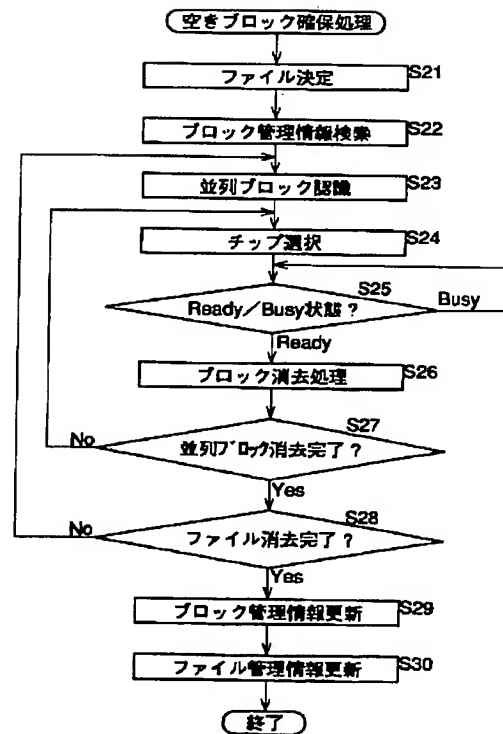 空きブロック確保処理
ファイル決定 S21
ブロック管理情報検索 S22
並列ブロック認識 S23
チップ選択 S24
S25
Ready／Busy状態？ Busy
Ready
ブロック消去処理 S26
S27
No 並列ブロック消去完了？
Yes
S28
No ファイル消去完了？
Yes
ブロック管理情報更新 S29
ファイル管理情報更新 S30
終了